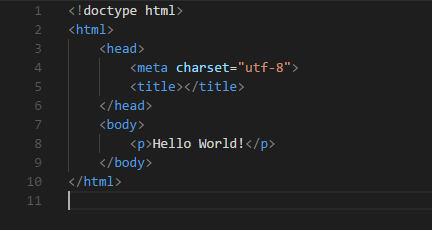 1 <!doctype html>
2 <html>
3     <head>
4         <meta charset="utf-8">
5         <title></title>
6     </head>
7     <body>
8         <p>Hello World!</p>
9     </body>
10 </html>
11